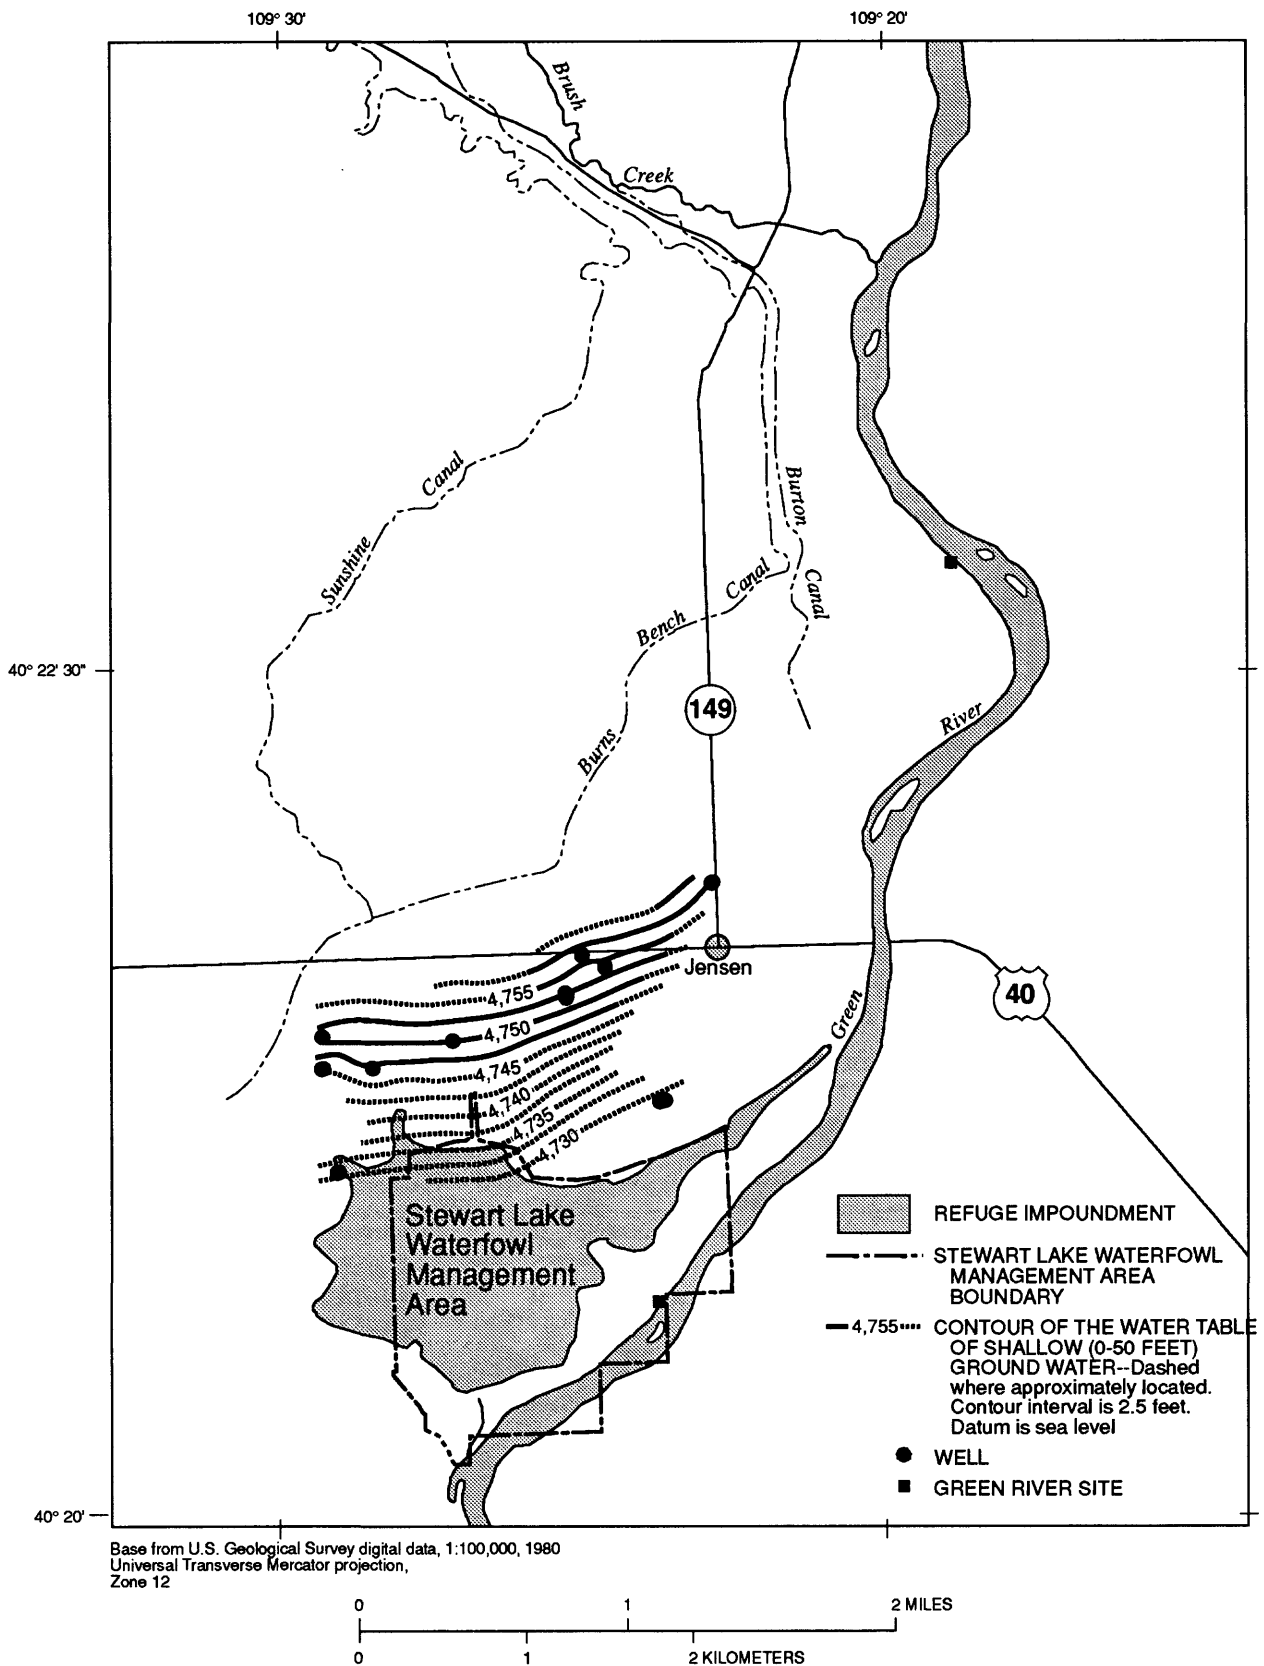 109° 30'
109° 20'
Brush
Creek
Canal
Sunshine
Burton
Canal
Canal
Bench
Burns
40° 22' 30"
149
River
Jensen
40
Green
4,755
4,750
4,745
4,740
4,735
4,730
Stewart Lake
Waterfowl
Management
Area
REFUGE IMPOUNDMENT
STEWART LAKE WATERFOWL
MANAGEMENT AREA
BOUNDARY
4,755 CONTOUR OF THE WATER TABLE
OF SHALLOW (0-50 FEET)
GROUND WATER--Dashed
where approximately located.
Contour interval is 2.5 feet.
Datum is sea level
WELL
GREEN RIVER SITE
40° 20'
Base from U.S. Geological Survey digital data, 1:100,000, 1980
Universal Transverse Mercator projection,
Zone 12
0 1 2 MILES
0 1 2 KILOMETERS